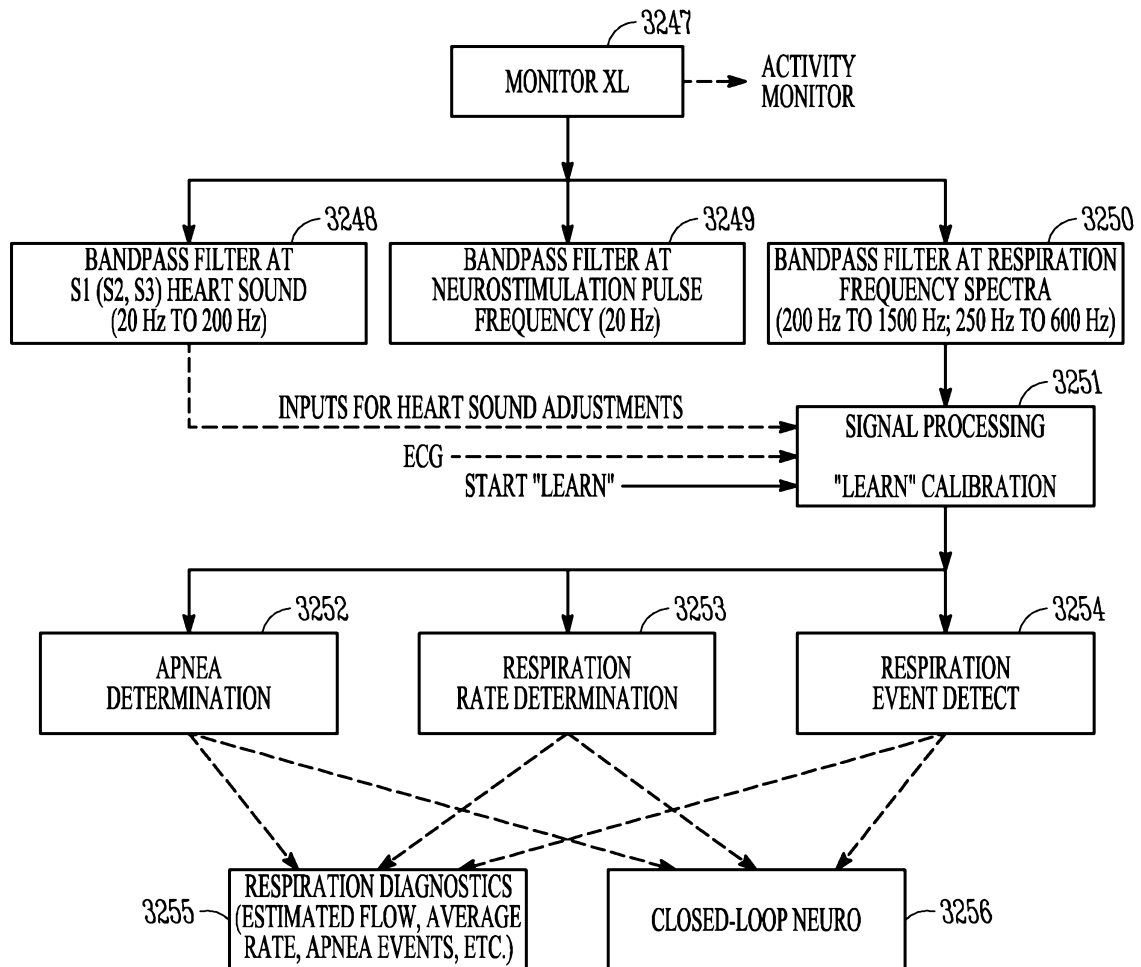 3247
MONITOR XL
ACTIVITY
MONITOR
3248
BANDPASS FILTER AT
S1 (S2, S3) HEART SOUND
(20 Hz TO 200 Hz)
3249
BANDPASS FILTER AT
NEUROSTIMULATION PULSE
FREQUENCY (20 Hz)
3250
BANDPASS FILTER AT RESPIRATION
FREQUENCY SPECTRA
(200 Hz TO 1500 Hz; 250 Hz TO 600 Hz)
INPUTS FOR HEART SOUND ADJUSTMENTS
ECG
START "LEARN"
3251
SIGNAL PROCESSING
"LEARN" CALIBRATION
3252
APNEA
DETERMINATION
3253
RESPIRATION
RATE DETERMINATION
3254
RESPIRATION
EVENT DETECT
3255
RESPIRATION DIAGNOSTICS
(ESTIMATED FLOW, AVERAGE
RATE, APNEA EVENTS, ETC.)
CLOSED-LOOP NEURO
3256